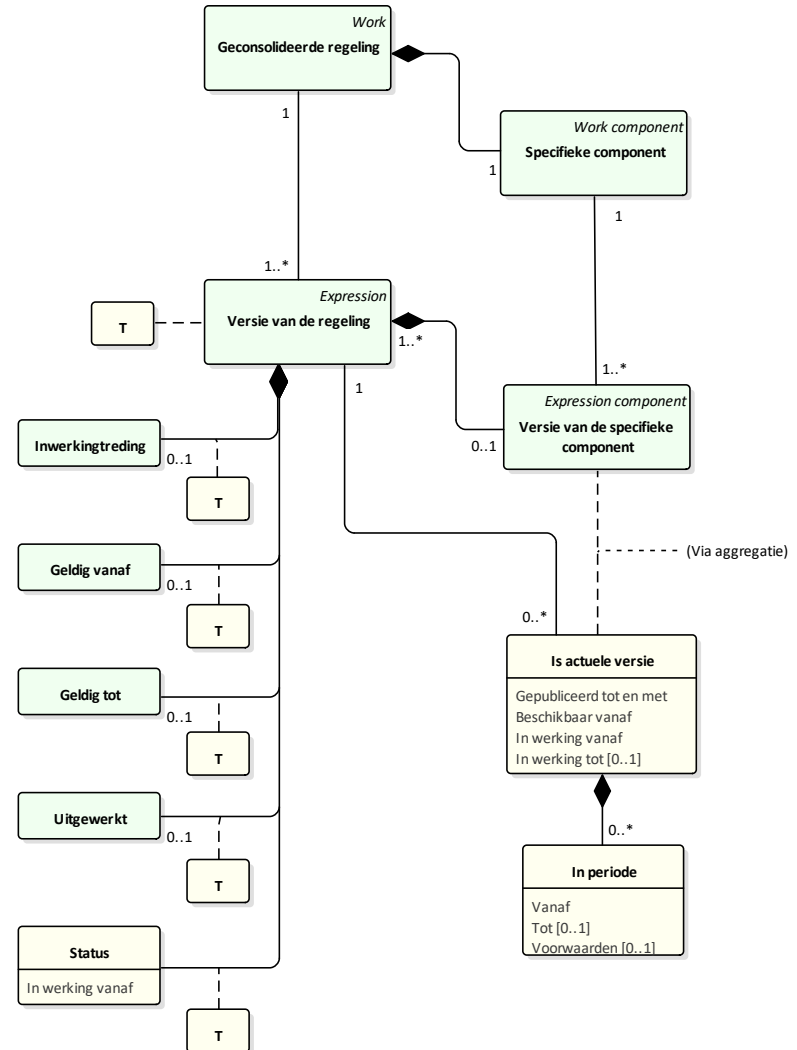 Work
Geconsolideerde regeling
1
Work component
Specifieke component
1
1
1..*
Expression
Versie van de regeling
T
1..*
1
1..*
Expression component
Versie van de specifieke
component
0..1
Inwerkingtreding
0..1
T
Geldig vanaf
0..1
T
(Via aggregatie)
0..*
Is actuele versie
Gepubliceerd tot en met
Beschikbaar vanaf
In werking vanaf
In werking tot [0..1]
Geldig tot
0..1
T
Uitgewerkt
0..1
T
0..*
In periode
Vanaf
Tot [0..1]
Voorwaarden [0..1]
Status
In werking vanaf
T